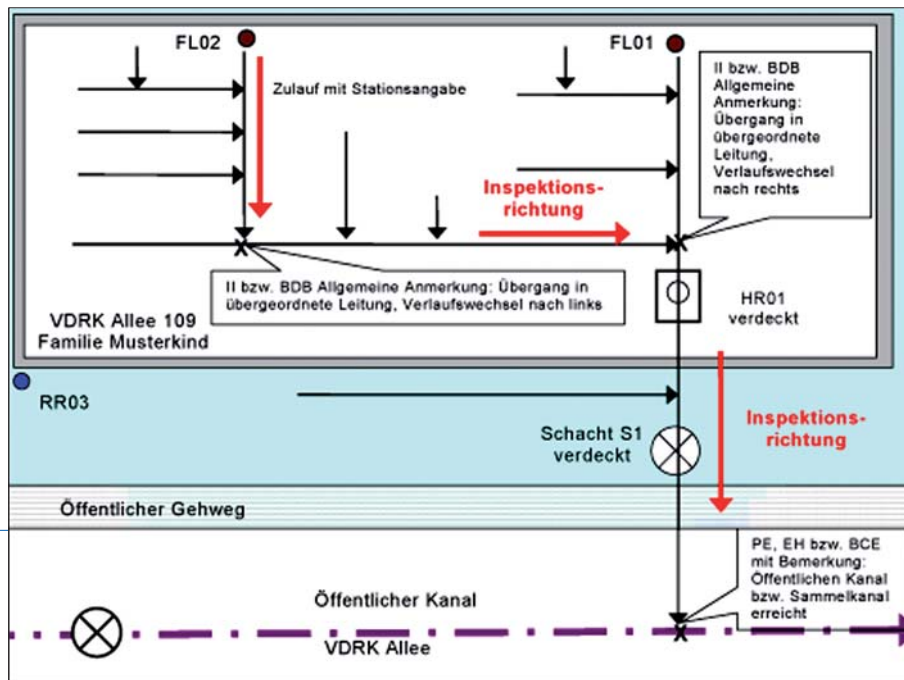 FL02
FL01
Zulauf mit Stationsangabe
II bzw. BDB
Allgemeine
Anmerkung:
Übergang in
übergeordnete
Leitung,
Verlaufswechsel
nach rechts
Inspektions-
richtung
X
X
II bzw. BDB Allgemeine Anmerkung: Übergang in
übergeordnete Leitung, Verlaufswechsel nach links
HR01
verdeckt
VDRK Allee 109
Familie Musterkind
RR03
Inspektions-
richtung
Schacht S1
verdeckt
Öffentlicher Gehweg
PE, EH bzw. BCE
mit Bemerkung:
Öffentlichen Kanal
bzw. Sammelkanal
erreicht
Öffentlicher Kanal
X
VDRK Allee